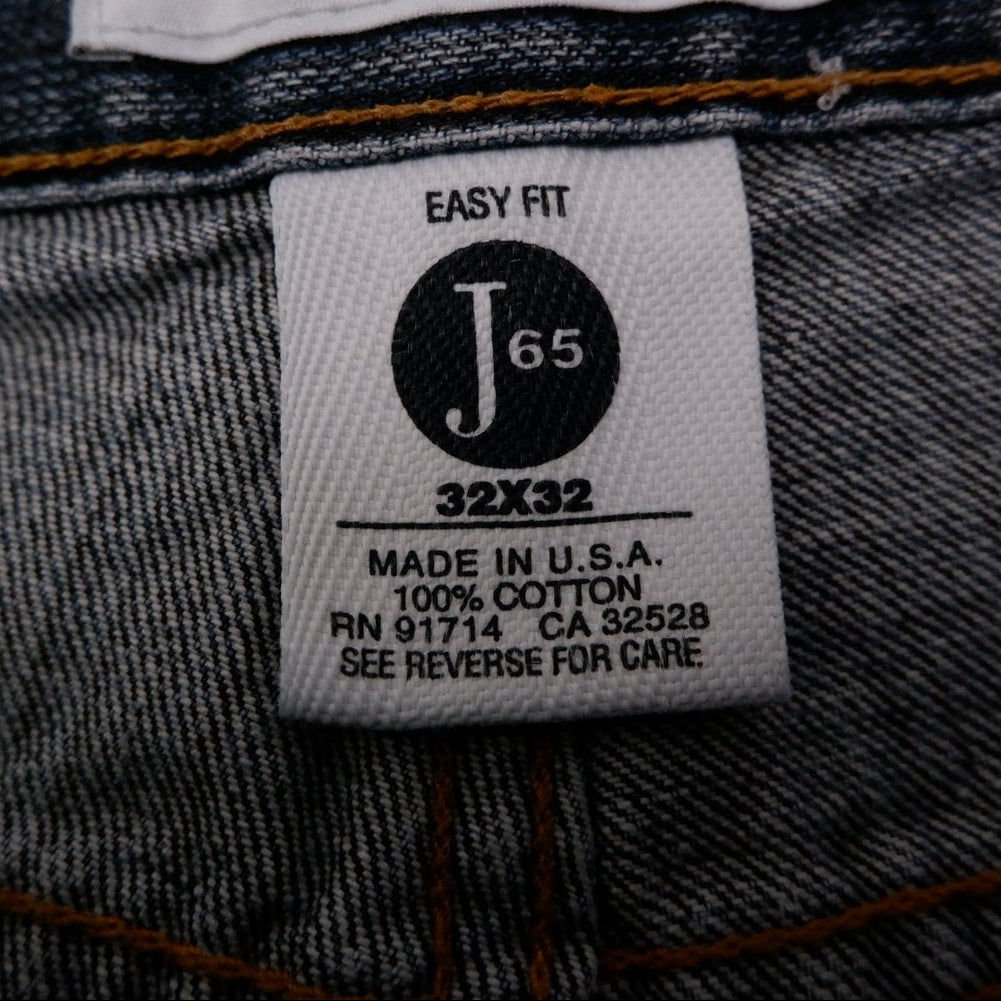 EASY FIT
J 65
32X32
MADE IN U.S.A.
100% COTTON
RN 91714 CA 32528
SEE REVERSE FOR CARE